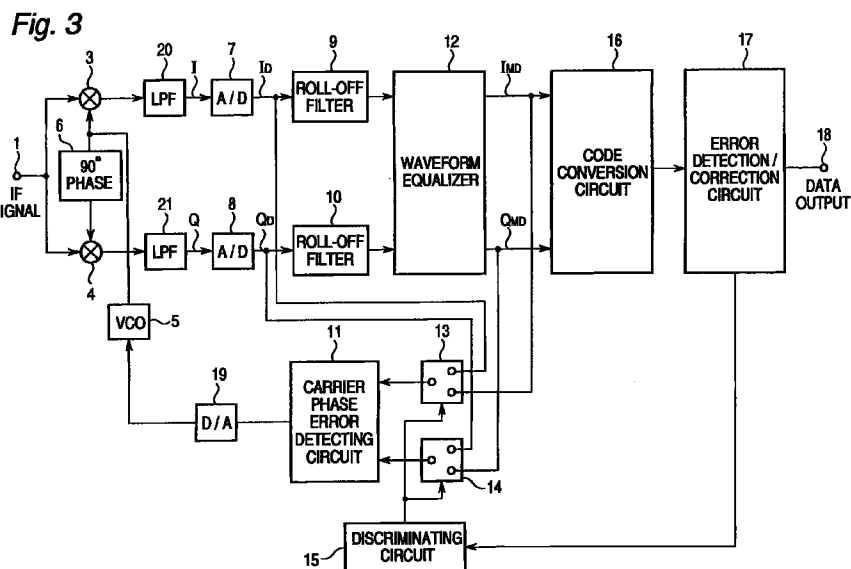 Fig. 3
3
20
I
7
ID
9
12
IMD
16
17
LPF
A/D
ROLL-OFF
FILTER
1
IF
IGNAL
6
90°
PHASE
WAVEFORM
EQUALIZER
CODE
CONVERSION
CIRCUIT
ERROR
DETECTION /
CORRECTION
CIRCUIT
18
DATA
OUTPUT
4
21
Q
8
QD
10
QMD
LPF
A/D
ROLL-OFF
FILTER
VCO
5
19
D/A
11
CARRIER
PHASE
ERROR
DETECTING
CIRCUIT
13
14
15
DISCRIMINATING
CIRCUIT